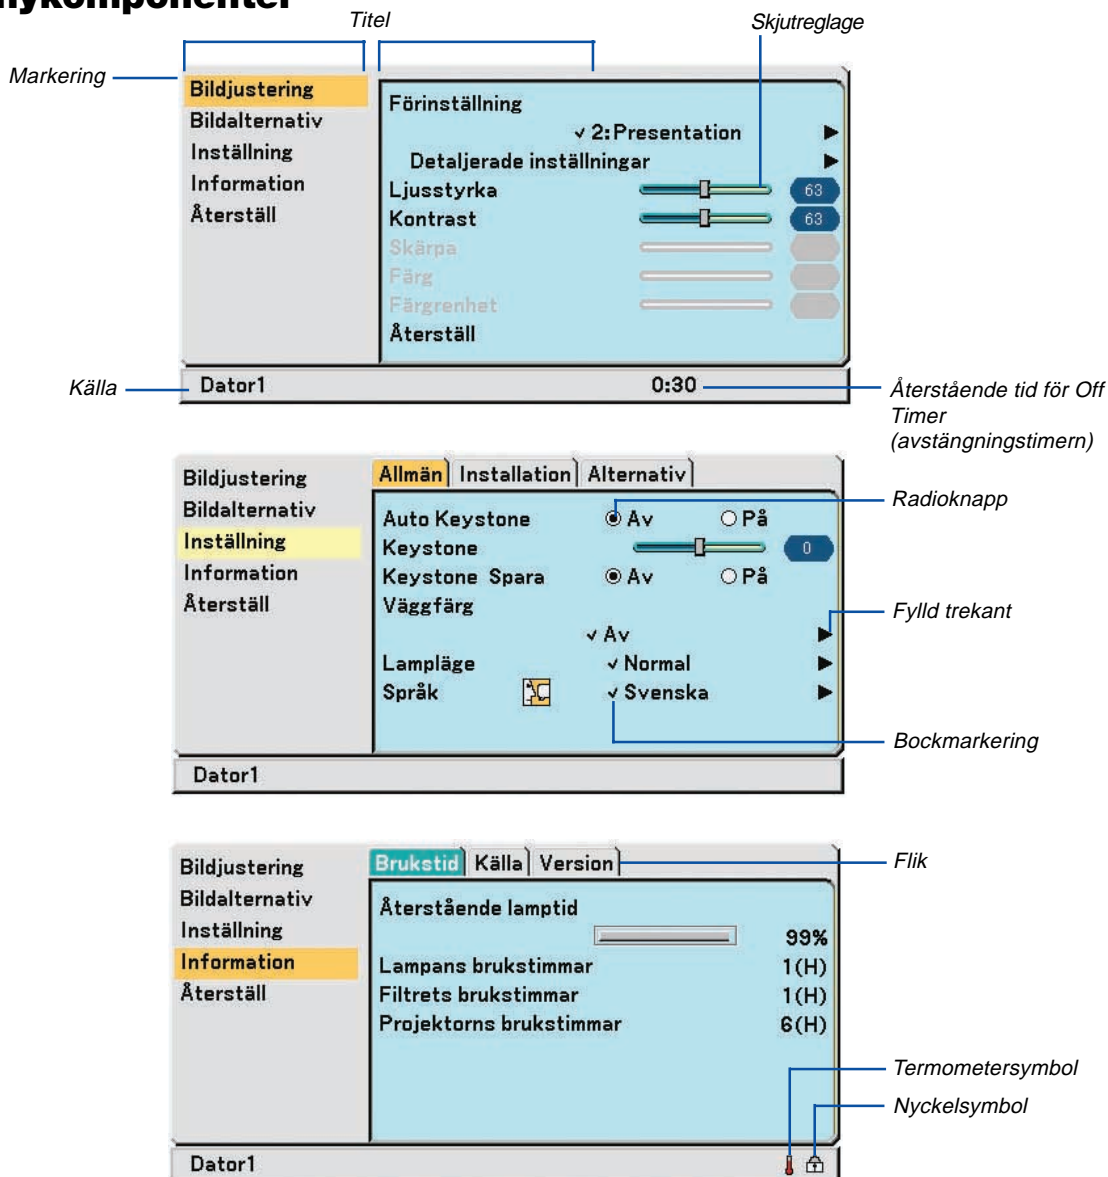 nykomponenter
Titel
Skjutreglage
Markering
Bildjustering
Bildalternativ
Inställning
Information
Återställ
Förinställning
✓ 2:Presentation ▶
Detaljerade inställningar ▶
Ljusstyrka 63
Kontrast 63
Skärpa
Färg
Färgrenhet
Återställ
Källa
Dator1
0:30
Återstående tid för Off
Timer
(avstängningstimern)
Bildjustering
Bildalternativ
Inställning
Information
Återställ
Allmän Installation Alternativ
Auto Keystone Av På
Keystone 0
Keystone Spara Av På
Väggfärg
✓ Av ▶
Lampläge ✓ Normal ▶
Språk ✓ Svenska ▶
Dator1
Radioknapp
Fylld trekant
Bockmarkering
Bildjustering
Bildalternativ
Inställning
Information
Återställ
Brukstid Källa Version
Återstående lamptid
99%
Lampans brukstimmar 1(H)
Filtrets brukstimmar 1(H)
Projektorns brukstimmar 6(H)
Dator1
Flik
Termometersymbol
Nyckelsymbol